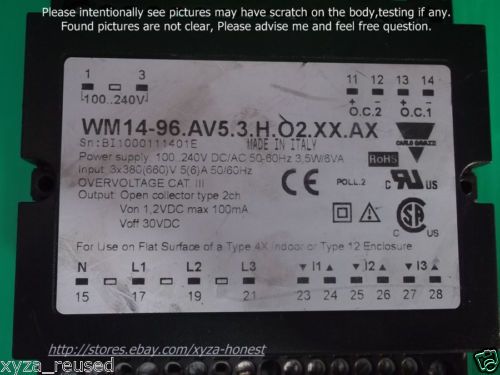 Please intentionally see pictures may have scratch on the body,testing if any.
Found pictures are not clear, Please advise me and feel free question.
1 3
100..240V
11 12 13 14
+ - + -
O.C.2 O.C.1
WM14-96.AV5.3.H.O2.XX.AX
Sn:BI1000111401E MADE IN ITALY
CARLO GAVAZZI
Power supply: 100..240V DC/AC 50-60Hz 3,5W/6VA
Input: 3x380(660)V 5(6)A 50/60Hz
OVERVOLTAGE CAT. III
Output: Open collector type 2ch
Von 1,2VDC max 100mA
Voff 30VDC
CE
POLL.2
RoHS
c UL US
C SA US
For Use on Flat Surface of a Type 4X Indoor or Type 12 Enclosure
N L1 L2 L3 ▼ I1 ▲ ▼ I2 ▲ ▼ I3 ▲
15 17 19 21 23 24 25 26 27 28
http://stores.ebay.com/xyza-honest
xyza_reused
xyza_reused